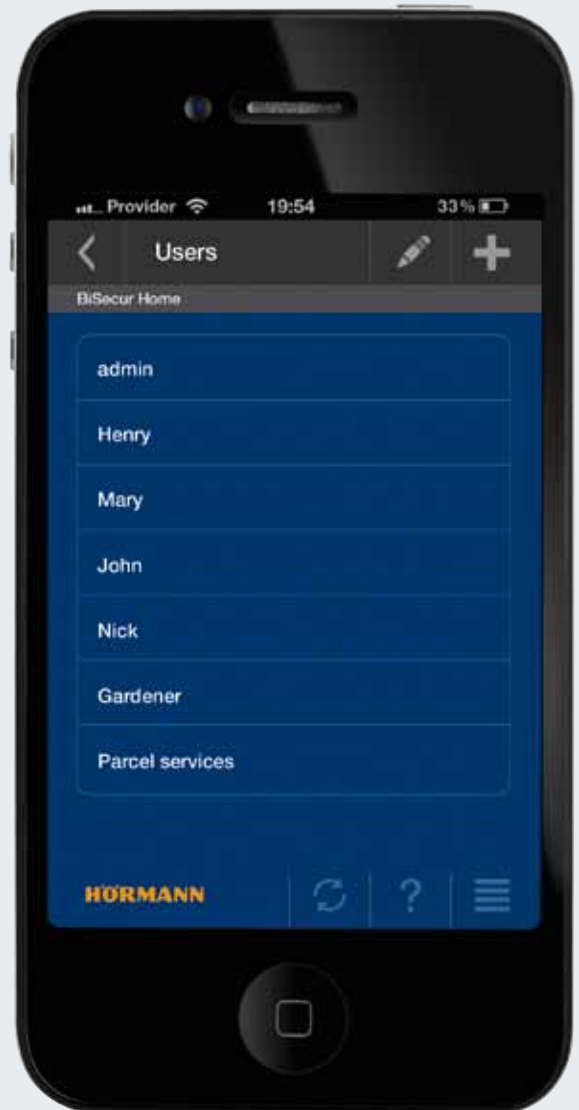 Provider 19:54 33%
Users
BiSecur Home
admin
Henry
Mary
John
Nick
Gardener
Parcel services
HÖRMANN
?